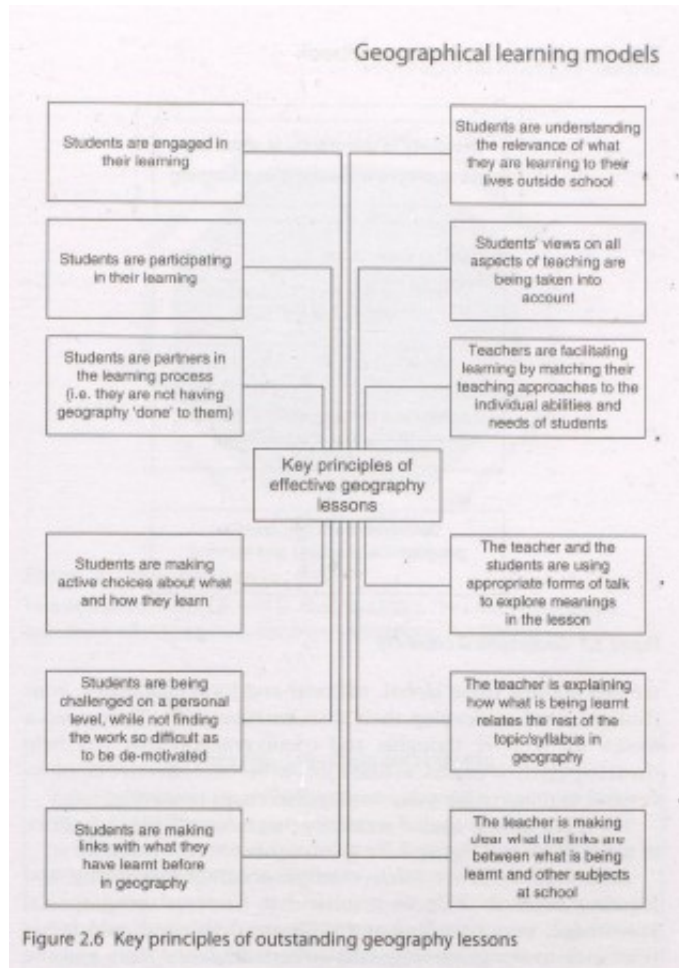 Geographical learning models
Students are engaged in
their learning
Students are understanding
the relevance of what
they are learning to their
lives outside school
Students are participating
in their learning
Students' views on all
aspects of teaching are
being taken into
account
Students are partners in
the learning process
(i.e. they are not having
geography 'done' to them)
Teachers are facilitating
learning by matching their
teaching approaches to the
individual abilities and
needs of students
Key principles of
effective geography
lessons
Students are making
active choices about what
and how they learn
The teacher and the
students are using
appropriate forms of talk
to explore meanings
in the lesson
Students are being
challenged on a personal
level, while not finding
the work so difficult as
to be de-motivated
The teacher is explaining
how what is being learnt
relates the rest of the
topic/syllabus in
geography
Students are making
links with what they
have learnt before
in geography
The teacher is making
clear what the links are
between what is being
learnt and other subjects
at school
Figure 2.6 Key principles of outstanding geography lessons